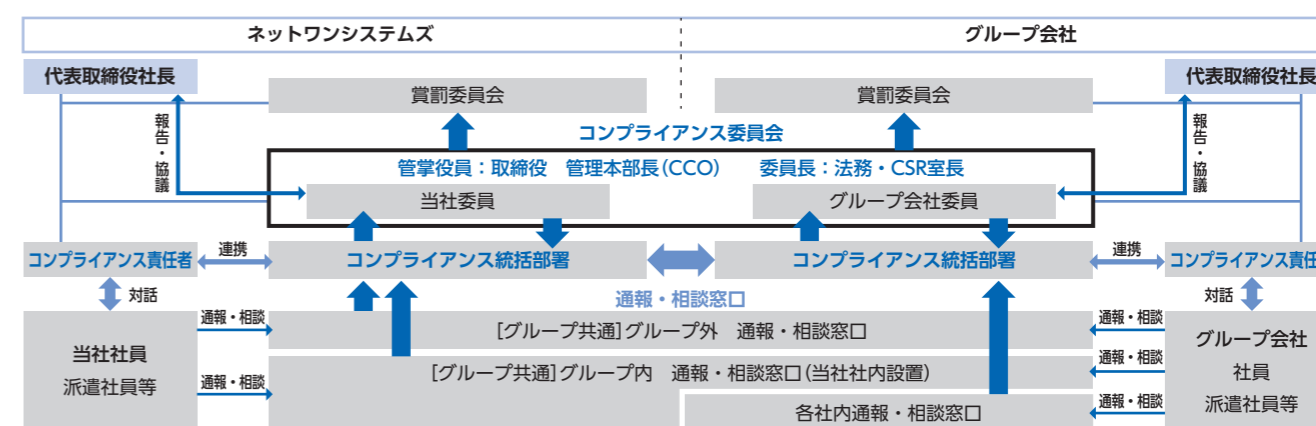 ネットワンシステムズ
グループ会社
代表取締役社長
賞罰委員会
賞罰委員会
代表取締役社長
報告・協議
コンプライアンス委員会
報告・協議
管掌役員：取締役　管理本部長（CCO）
委員長：法務・CSR室長
当社委員
グループ会社委員
コンプライアンス責任者
連携
コンプライアンス統括部署
コンプライアンス統括部署
連携
コンプライアンス責任
対話
通報・相談窓口
対話
当社社員
派遣社員等
通報・相談
[グループ共通]グループ外　通報・相談窓口
通報・相談
グループ会社
社員
派遣社員等
通報・相談
[グループ共通]グループ内　通報・相談窓口（当社社内設置）
通報・相談
各社内通報・相談窓口
通報・相談